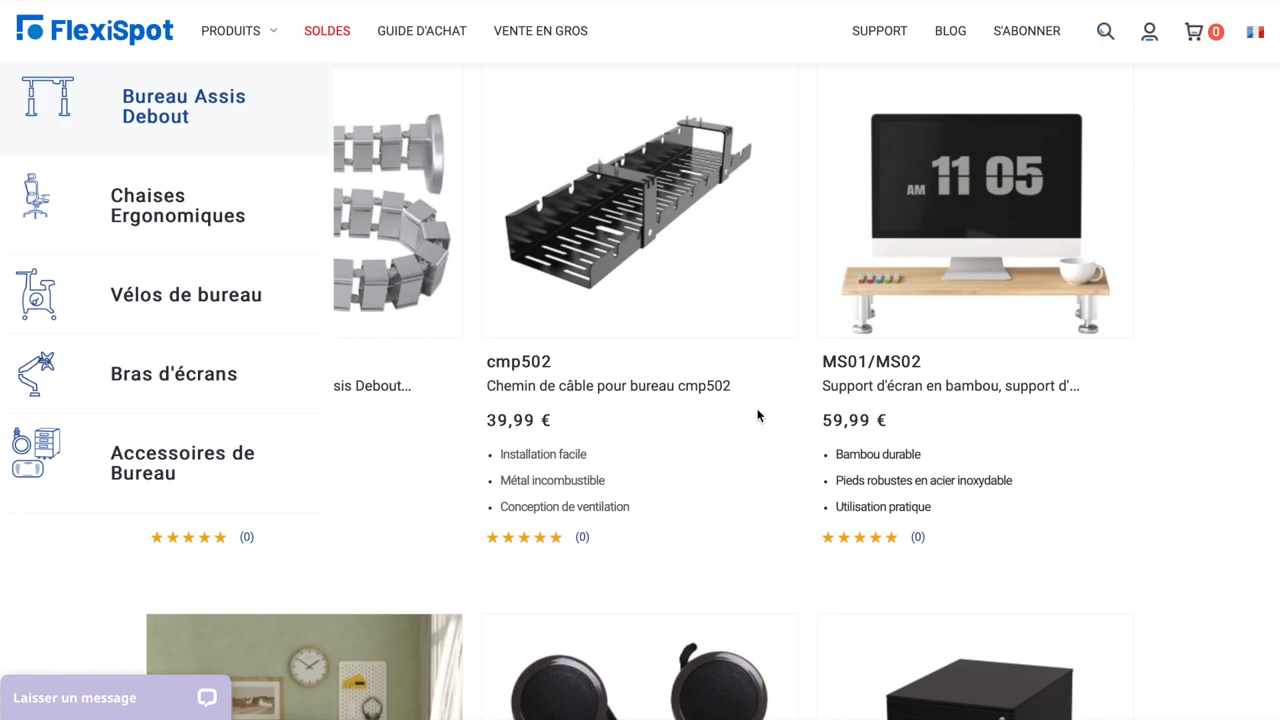 FlexiSpot
PRODUITS
SOLDES
GUIDE D'ACHAT
VENTE EN GROS
SUPPORT
BLOG
S'ABONNER
0
Bureau Assis
Debout
Chaises
Ergonomiques
Vélos de bureau
Bras d'écrans
Accessoires de
Bureau
AM 11 05
sis Debout...
cmp502
Chemin de câble pour bureau cmp502
39,99 €
• Installation facile
• Métal incombustible
• Conception de ventilation
★★★★★ (0)
MS01/MS02
Support d'écran en bambou, support d'...
59,99 €
• Bambou durable
• Pieds robustes en acier inoxydable
• Utilisation pratique
★★★★★ (0)
★★★★★ (0)
Laisser un message